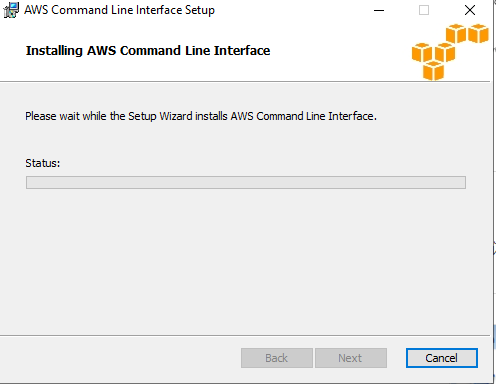 AWS Command Line Interface Setup
Installing AWS Command Line Interface
Please wait while the Setup Wizard installs AWS Command Line Interface.
Status:
Back
Next
Cancel